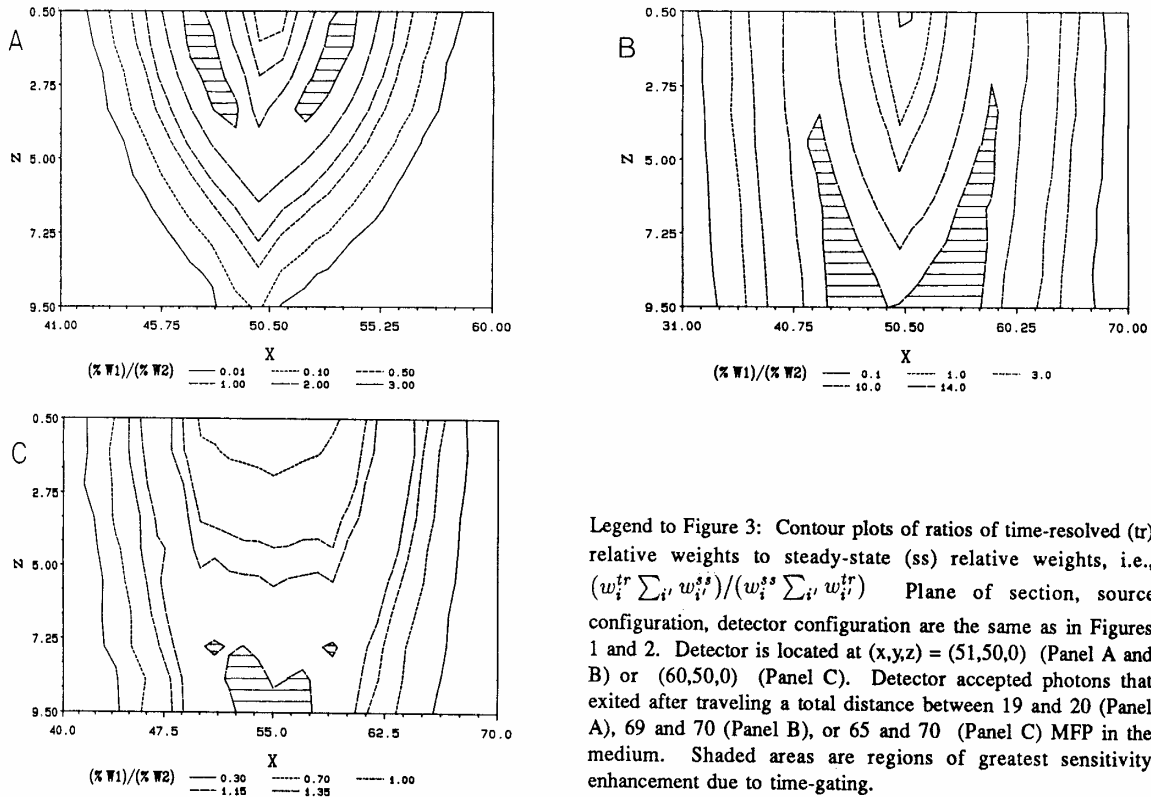 A
0.50
2.75
5.00
7.25
9.50
Z
41.00 45.75 50.50 55.25 60.00
X
(% W1)/(% W2) 0.01 0.10 0.50
1.00 2.00 3.00
B
0.50
2.75
5.00
7.25
9.50
Z
31.00 40.75 50.50 60.25 70.00
X
(% W1)/(% W2) 0.1 1.0 3.0
10.0 14.0
C
0.50
2.75
5.00
7.25
9.50
Z
40.0 47.5 55.0 62.5 70.0
X
(% W1)/(% W2) 0.30 0.70 1.00
1.15 1.35
Legend to Figure 3: Contour plots of ratios of time-resolved (tr)
relative weights to steady-state (ss) relative weights, i.e.,
$(w_i^{tr} \sum_{i'} w_{i'}^{ss})/(w_i^{ss} \sum_{i'} w_{i'}^{tr})$ Plane of section, source
configuration, detector configuration are the same as in Figures
1 and 2. Detector is located at (x,y,z) = (51,50,0) (Panel A and
B) or (60,50,0) (Panel C). Detector accepted photons that
exited after traveling a total distance between 19 and 20 (Panel
A), 69 and 70 (Panel B), or 65 and 70 (Panel C) MFP in the
medium. Shaded areas are regions of greatest sensitivity
enhancement due to time-gating.